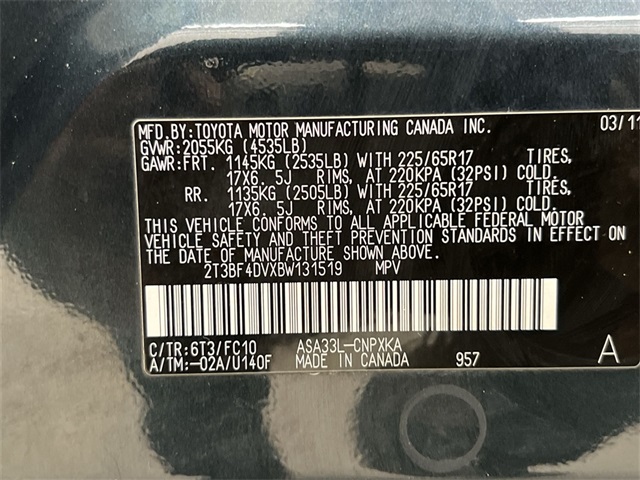 MFD.BY:TOYOTA MOTOR MANUFACTURING CANADA INC. 03/11
GVWR:2055KG (4535LB)
GAWR:FRT. 1145KG (2535LB) WITH 225/65R17 TIRES,
17X6.5J RIMS, AT 220KPA (32PSI) COLD.
RR. 1135KG (2505LB) WITH 225/65R17 TIRES,
17X6.5J RIMS, AT 220KPA (32PSI) COLD.
THIS VEHICLE CONFORMS TO ALL APPLICABLE FEDERAL MOTOR
VEHICLE SAFETY AND THEFT PREVENTION STANDARDS IN EFFECT ON
THE DATE OF MANUFACTURE SHOWN ABOVE.
2T3BF4DVXBW131519 MPV
C/TR:6T3/FC10 ASA33L-CNPXKA
A/TM:-02A/U140F MADE IN CANADA 957 A